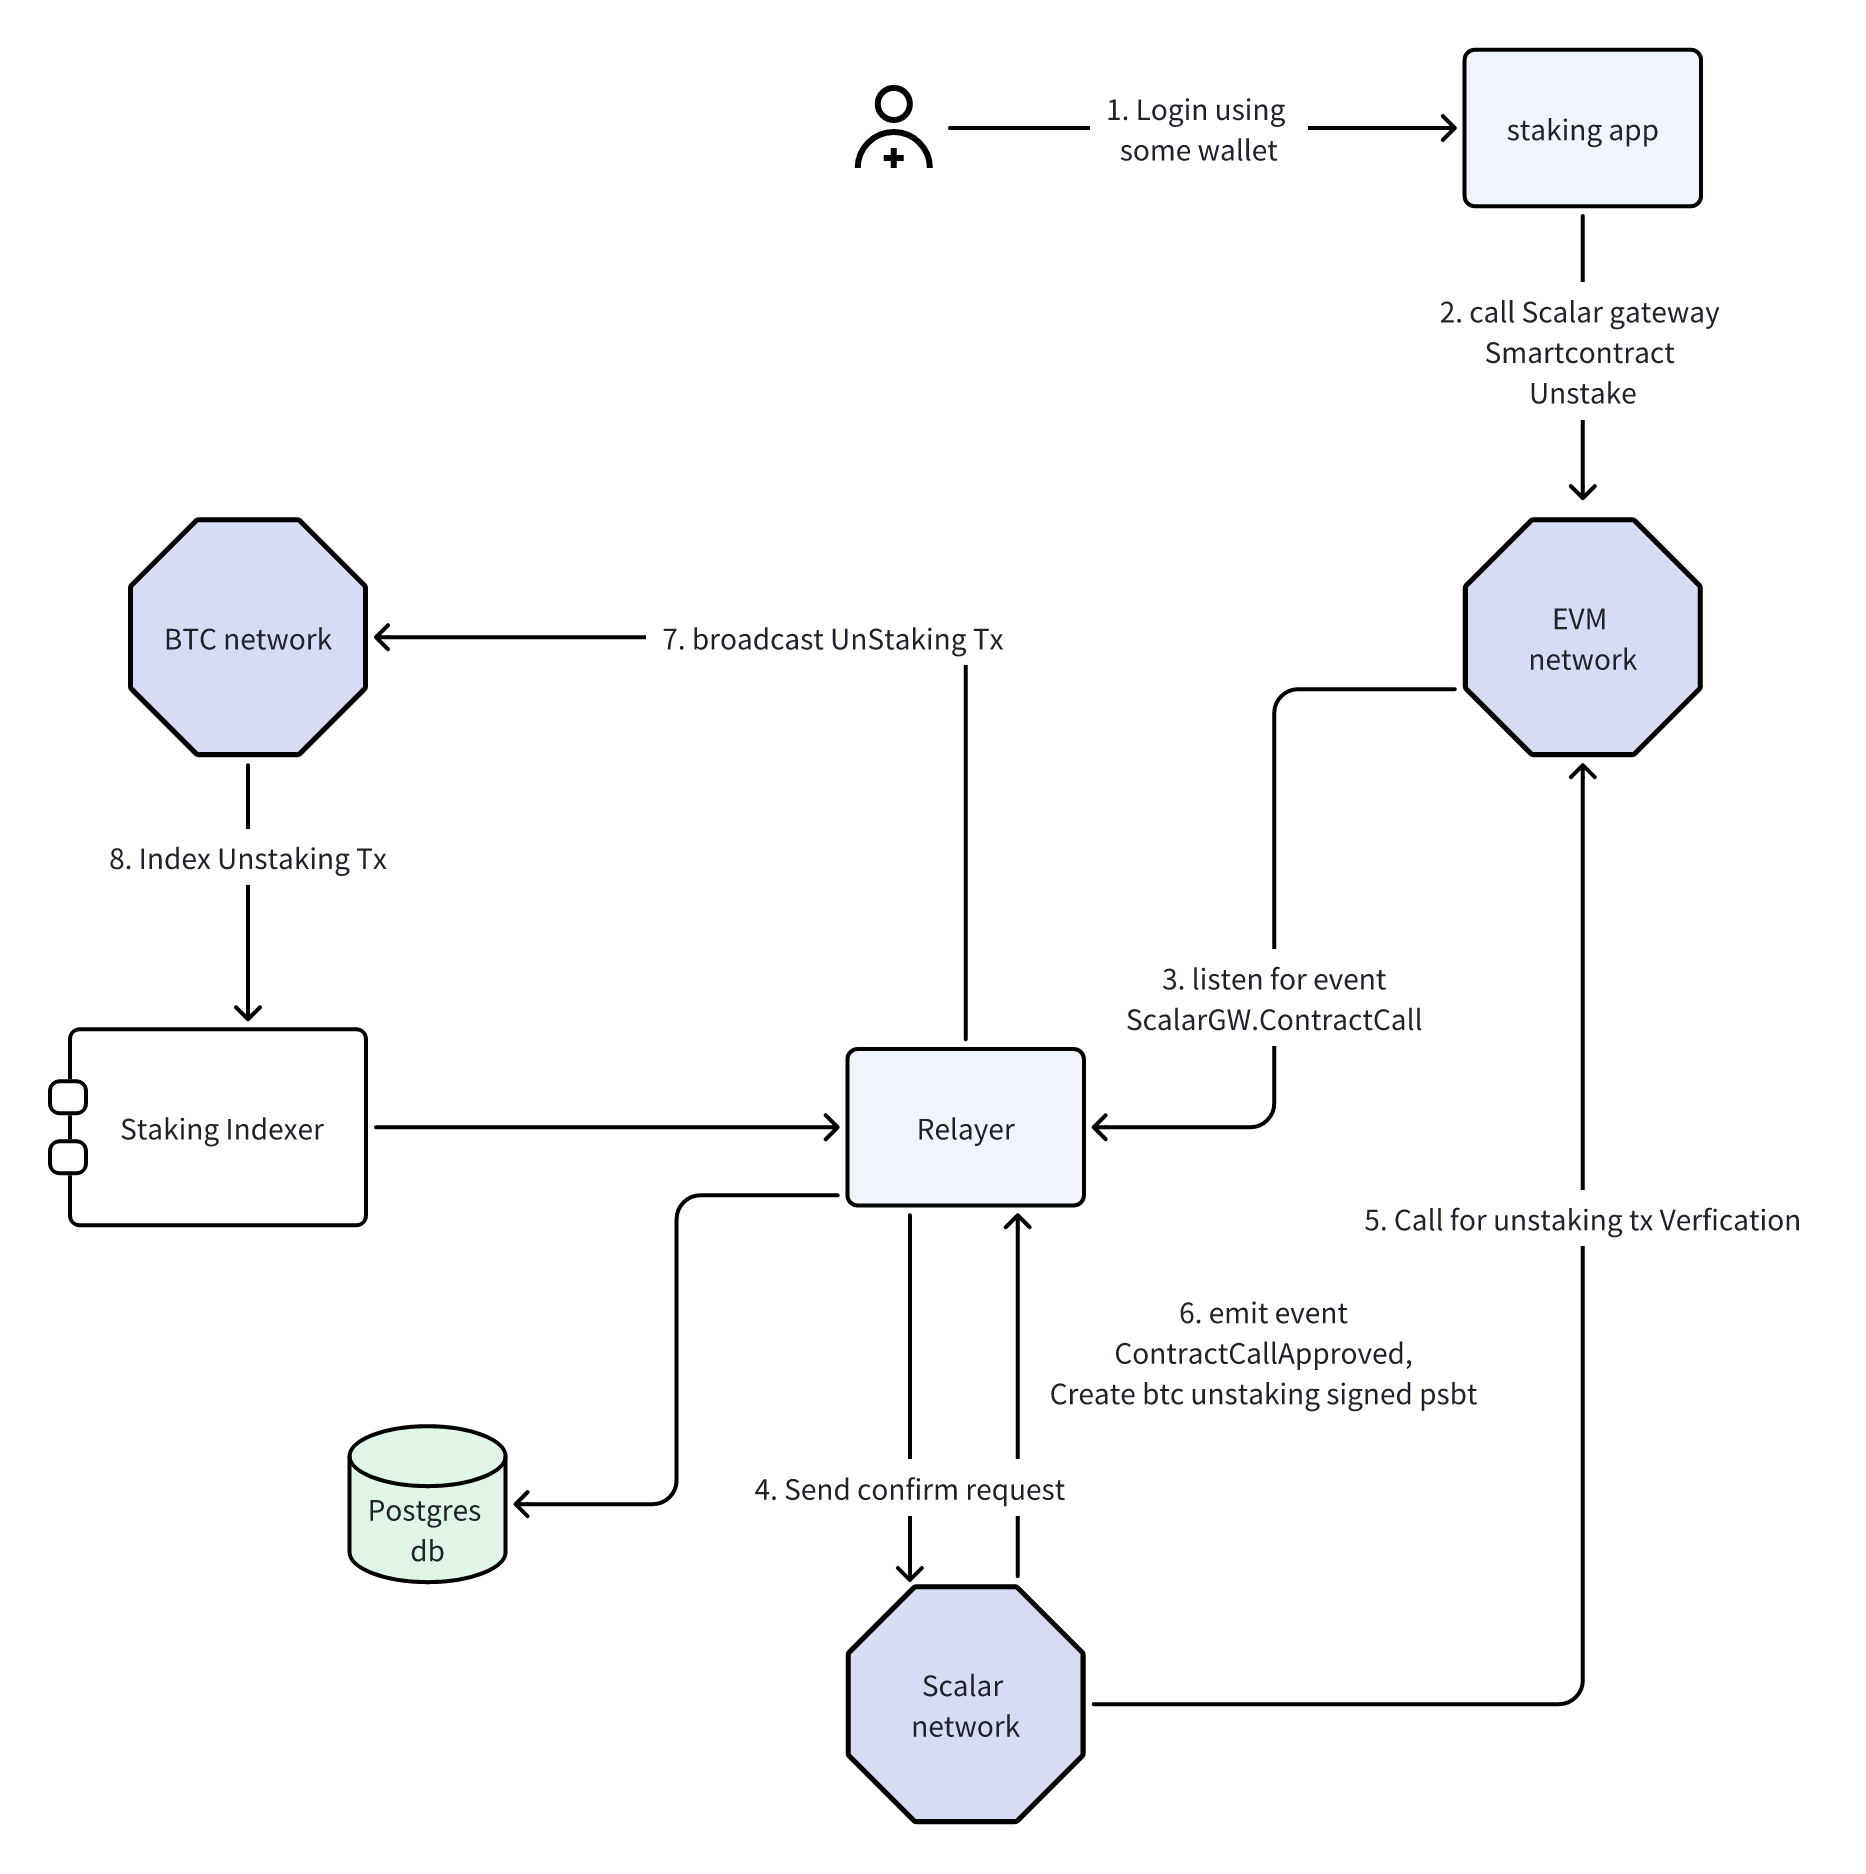 1. Login using
some wallet
staking app
2. call Scalar gateway
Smartcontract
Unstake
BTC network
7. broadcast UnStaking Tx
EVM
network
8. Index Unstaking Tx
3. listen for event
ScalarGW.ContractCall
Staking Indexer
Relayer
5. Call for unstaking tx Verfication
6. emit event
ContractCallApproved,
Create btc unstaking signed psbt
4. Send confirm request
Postgres
db
Scalar
network